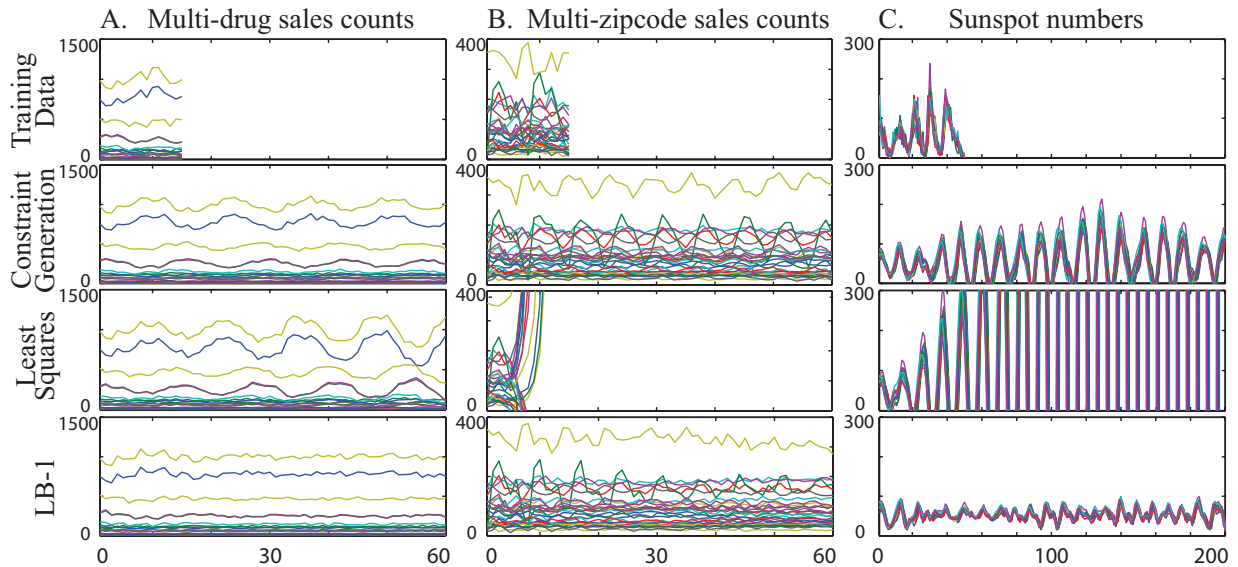 A. Multi-drug sales counts
B. Multi-zipcode sales counts
C. Sunspot numbers
Training
Data
1500
0
400
0
300
0
Constraint
Generation
1500
0
400
0
300
0
Least
Squares
1500
0
400
0
300
0
LB-1
1500
0
400
0
300
0
0 30 60
0 30 60
0 100 200